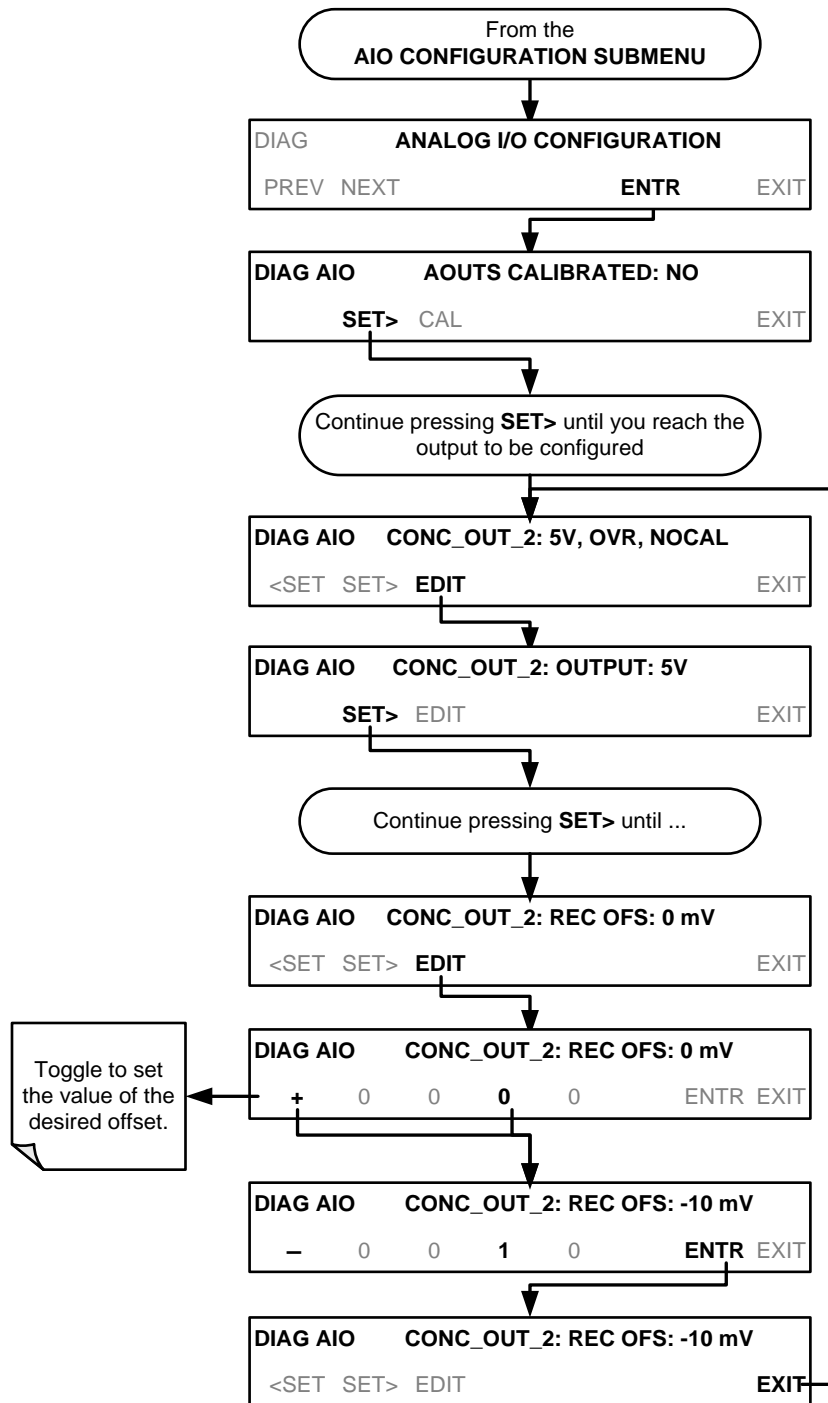 From the
AIO CONFIGURATION SUBMENU
DIAG ANALOG I/O CONFIGURATION
PREV NEXT ENTR EXIT
DIAG AIO AOUTS CALIBRATED: NO
SET> CAL EXIT
Continue pressing SET> until you reach the
output to be configured
DIAG AIO CONC_OUT_2: 5V, OVR, NOCAL
<SET SET> EDIT EXIT
DIAG AIO CONC_OUT_2: OUTPUT: 5V
SET> EDIT EXIT
Continue pressing SET> until ...
DIAG AIO CONC_OUT_2: REC OFS: 0 mV
<SET SET> EDIT EXIT
Toggle to set
the value of the
desired offset.
DIAG AIO CONC_OUT_2: REC OFS: 0 mV
+ 0 0 0 0 ENTR EXIT
DIAG AIO CONC_OUT_2: REC OFS: -10 mV
– 0 0 1 0 ENTR EXIT
DIAG AIO CONC_OUT_2: REC OFS: -10 mV
<SET SET> EDIT EXIT